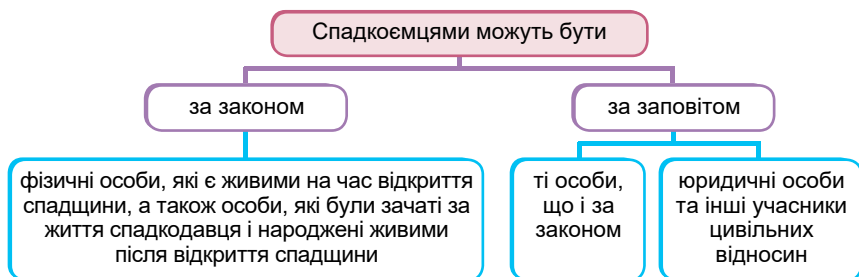 Спадкоємцями можуть бути
за законом
за заповітом
фізичні особи, які є живими на час відкриття
спадщини, а також особи, які були зачаті за
життя спадкодавця і народжені живими
після відкриття спадщини
ті особи,
що і за
законом
юридичні особи
та інші учасники
цивільних
відносин